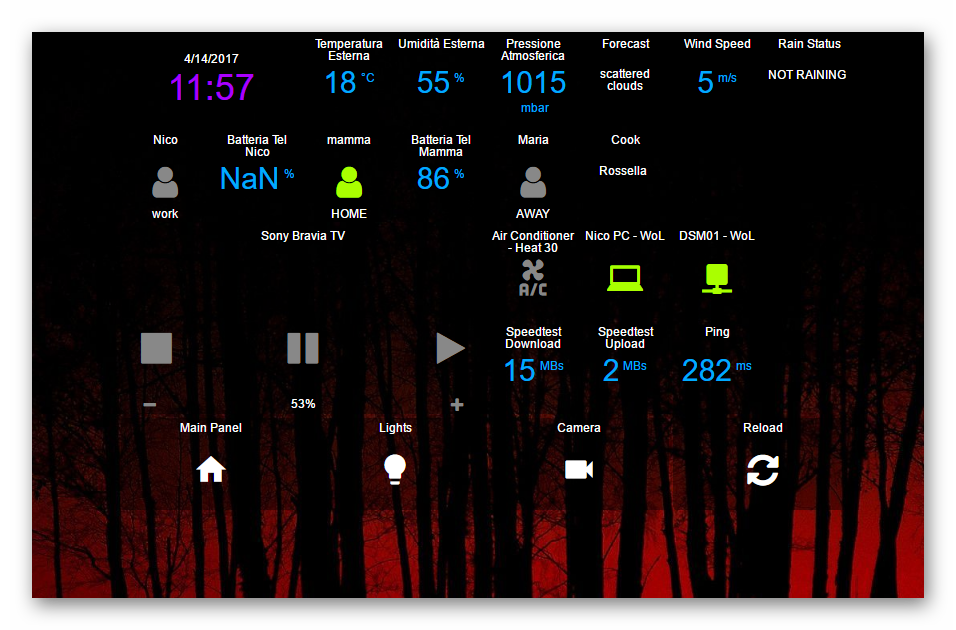 4/14/2017
11:57
Temperatura
Esterna
18 °C
Umidità Esterna
55 %
Pressione
Atmosferica
1015
mbar
Forecast
scattered
clouds
Wind Speed
5 m/s
Rain Status
NOT RAINING
Nico
work
Batteria Tel
Nico
NaN %
mamma
HOME
Batteria Tel
Mamma
86 %
Maria
AWAY
Cook
Rossella
Sony Bravia TV
53%
Air Conditioner
- Heat 30
A/C
Nico PC - WoL
DSM01 - WoL
Speedtest
Download
15 MBs
Speedtest
Upload
2 MBs
Ping
282 ms
Main Panel
Lights
Camera
Reload